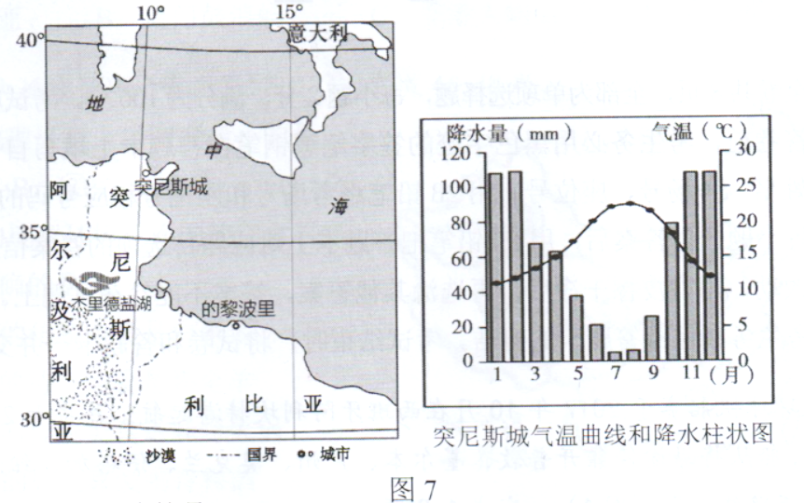 10° 15°
40°
意大利
地
中
海
突尼斯城
阿尔及利亚
突尼斯
35°
杰里德盐湖
的黎波里
利比亚
30°
沙漠 国界 城市
降水量(mm) 气温(℃)
120 30
100 25
80 20
60 15
40 10
20 5
0 0
1 3 5 7 9 11 (月)
突尼斯城气温曲线和降水柱状图
图 7